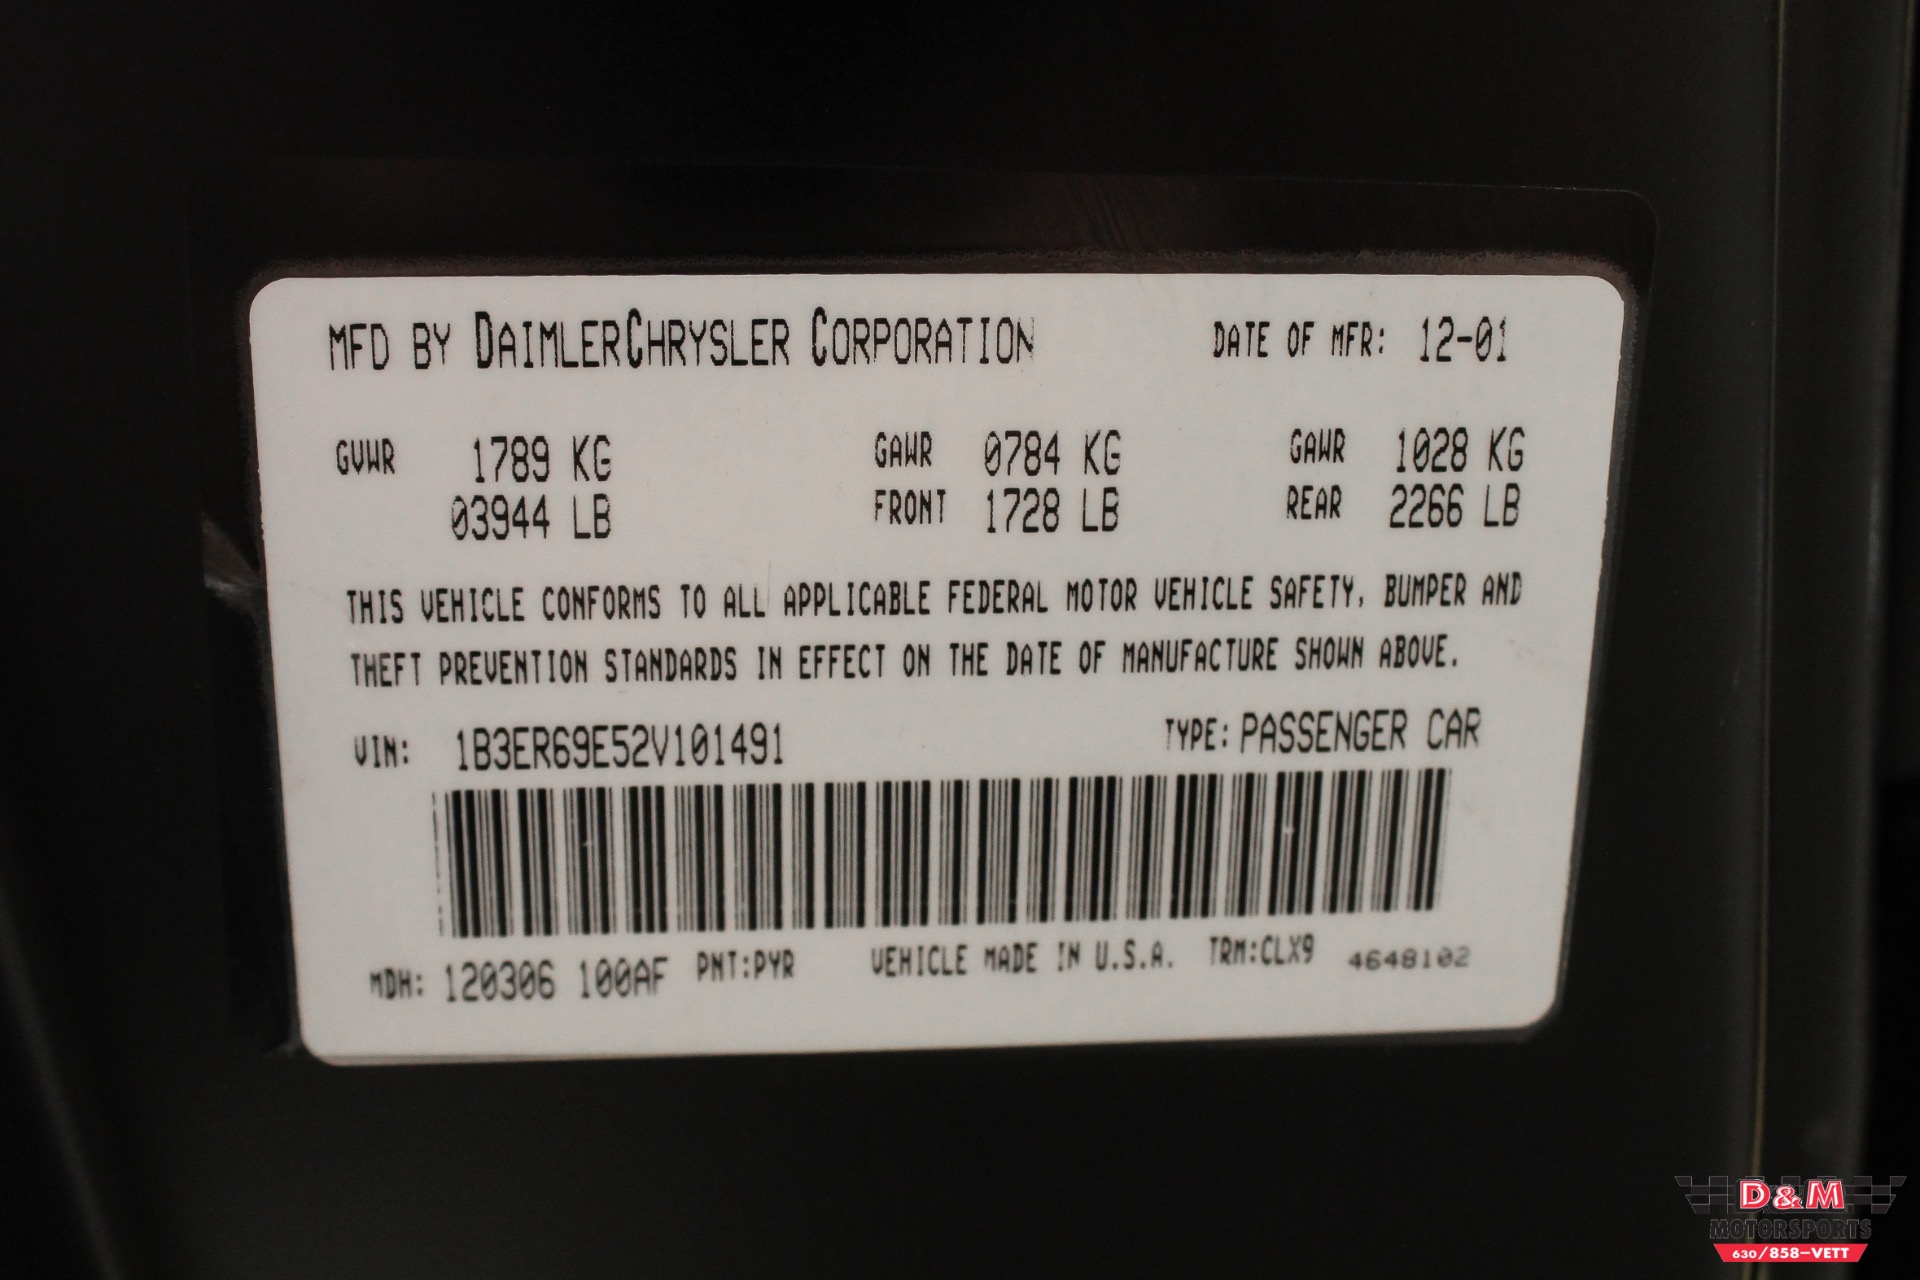 MFD BY DAIMLERCHRYSLER CORPORATION DATE OF MFR: 12-01
GVWR 1789 KG GAWR 0784 KG GAWR 1028 KG
03944 LB FRONT 1728 LB REAR 2266 LB
THIS VEHICLE CONFORMS TO ALL APPLICABLE FEDERAL MOTOR VEHICLE SAFETY, BUMPER AND
THEFT PREVENTION STANDARDS IN EFFECT ON THE DATE OF MANUFACTURE SHOWN ABOVE.
VIN: 1B3ER69E52V101491 TYPE: PASSENGER CAR
MDH: 120306 100AF PNT:PYR VEHICLE MADE IN U.S.A. TRM:CLX9 4648102
D&M
MOTORSPORTS
630/858-VETT